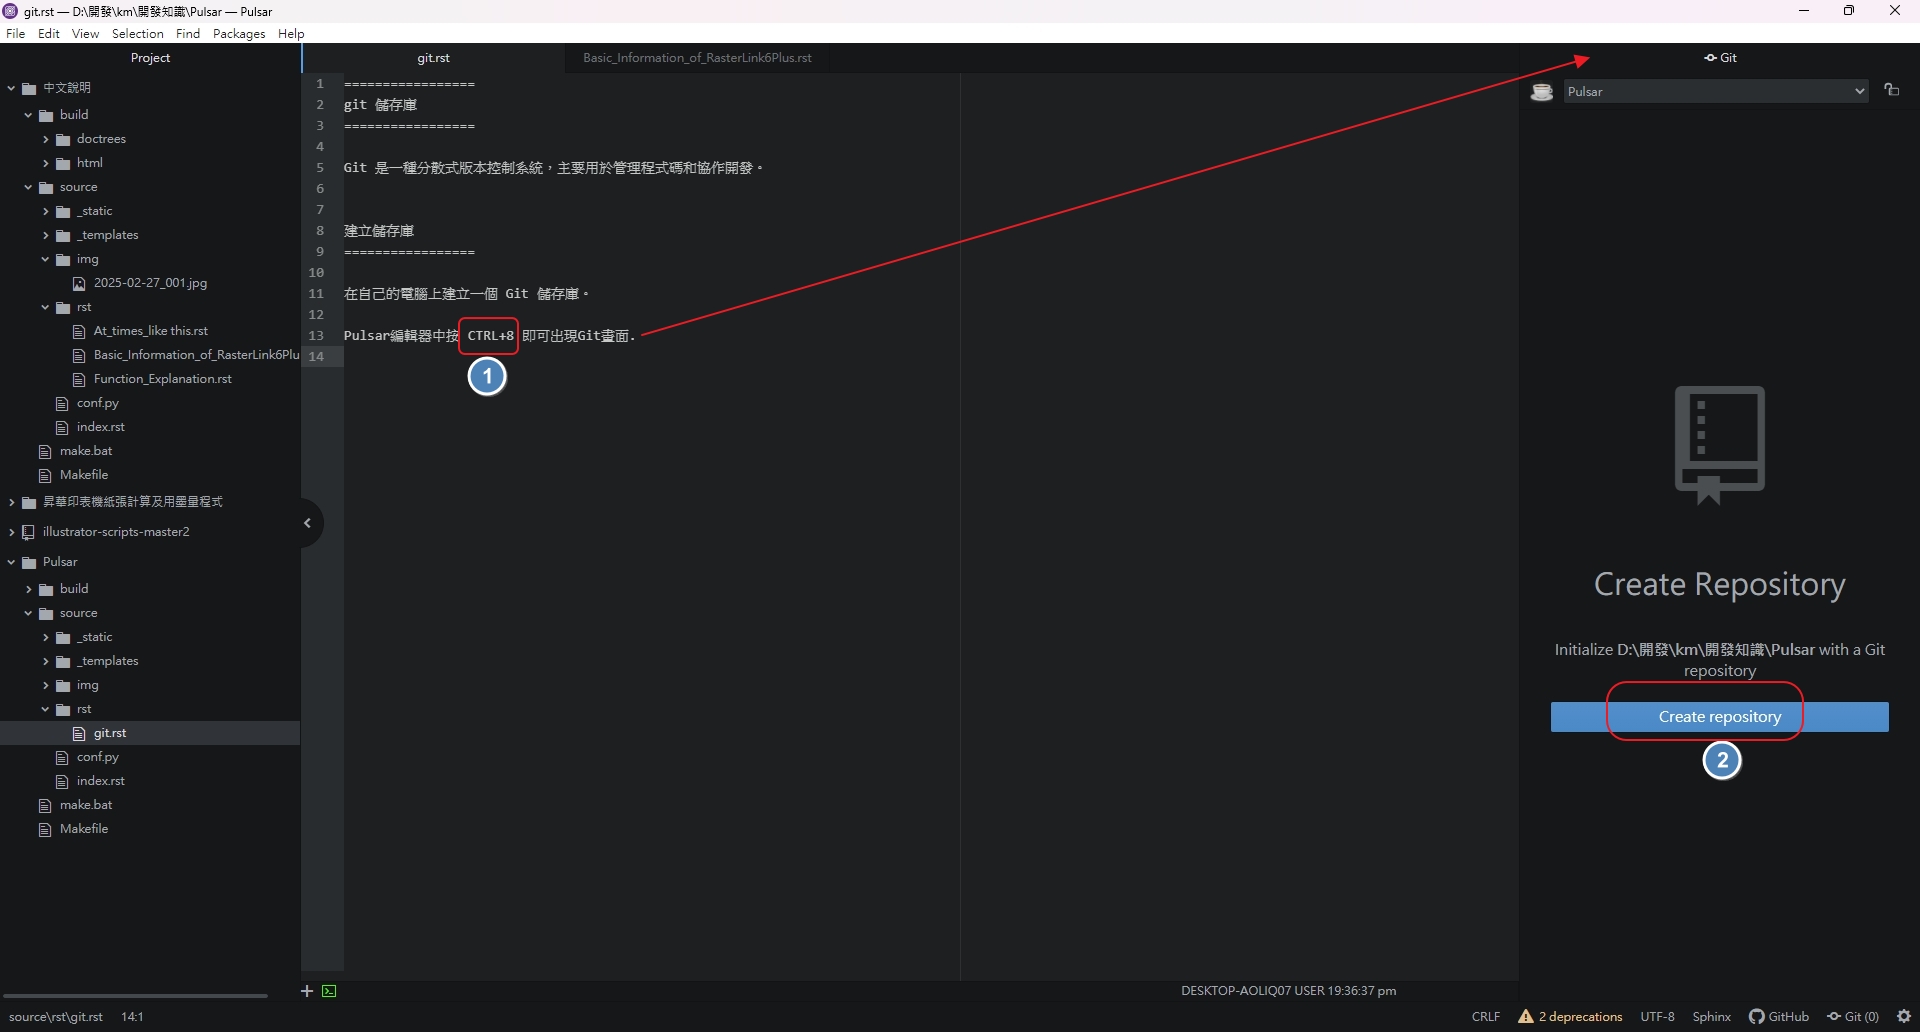 git.rst — D:\開發\km\開發知識\Pulsar — Pulsar
File Edit View Selection Find Packages Help
Project
中文說明
build
doctrees
html
source
_static
_templates
img
2025-02-27_001.jpg
rst
At_times_like this.rst
Basic_Information_of_RasterLink6Plu
Function_Explanation.rst
conf.py
index.rst
make.bat
Makefile
昇華印表機紙張計算及用墨量程式
illustrator-scripts-master2
Pulsar
build
source
_static
_templates
img
rst
git.rst
conf.py
index.rst
make.bat
Makefile
git.rst Basic_Information_of_RasterLink6Plus.rst
1 =================
2 git 儲存庫
3 =================
4
5 Git 是一種分散式版本控制系統，主要用於管理程式碼和協作開發。
6
7
8 建立儲存庫
9 =================
10
11 在自己的電腦上建立一個 Git 儲存庫。
12
13 Pulsar編輯器中按 CTRL+8 即可出現Git畫面.
14
1
Git
Pulsar
Create Repository
Initialize D:\開發\km\開發知識\Pulsar with a Git
repository
Create repository
2
DESKTOP-AOLIQ07 USER 19:36:37 pm
source\rst\git.rst 14:1
CRLF 2 deprecations UTF-8 Sphinx GitHub Git (0)